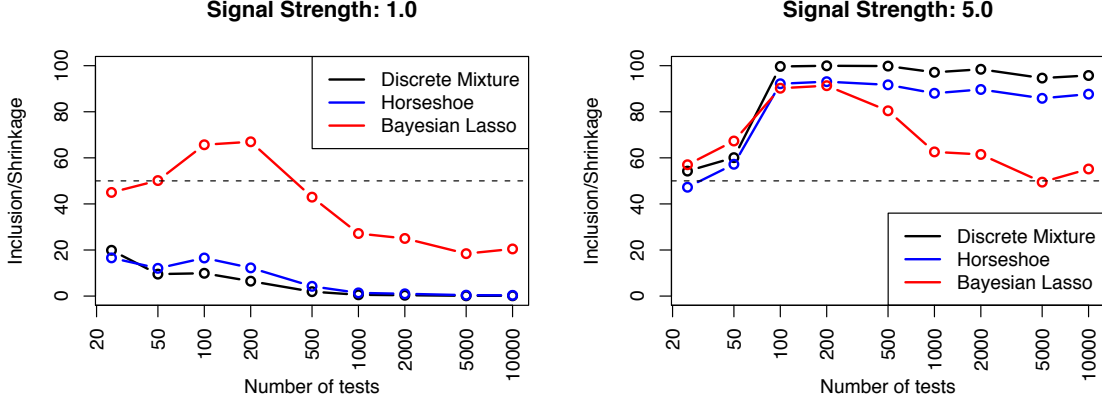 Signal Strength: 1.0
Inclusion/Shrinkage
0
20
40
60
80
100
Discrete Mixture
Horseshoe
Bayesian Lasso
20
50
100
200
500
1000
2000
5000
10000
Number of tests
Signal Strength: 5.0
Inclusion/Shrinkage
0
20
40
60
80
100
Discrete Mixture
Horseshoe
Bayesian Lasso
20
50
100
200
500
1000
2000
5000
10000
Number of tests